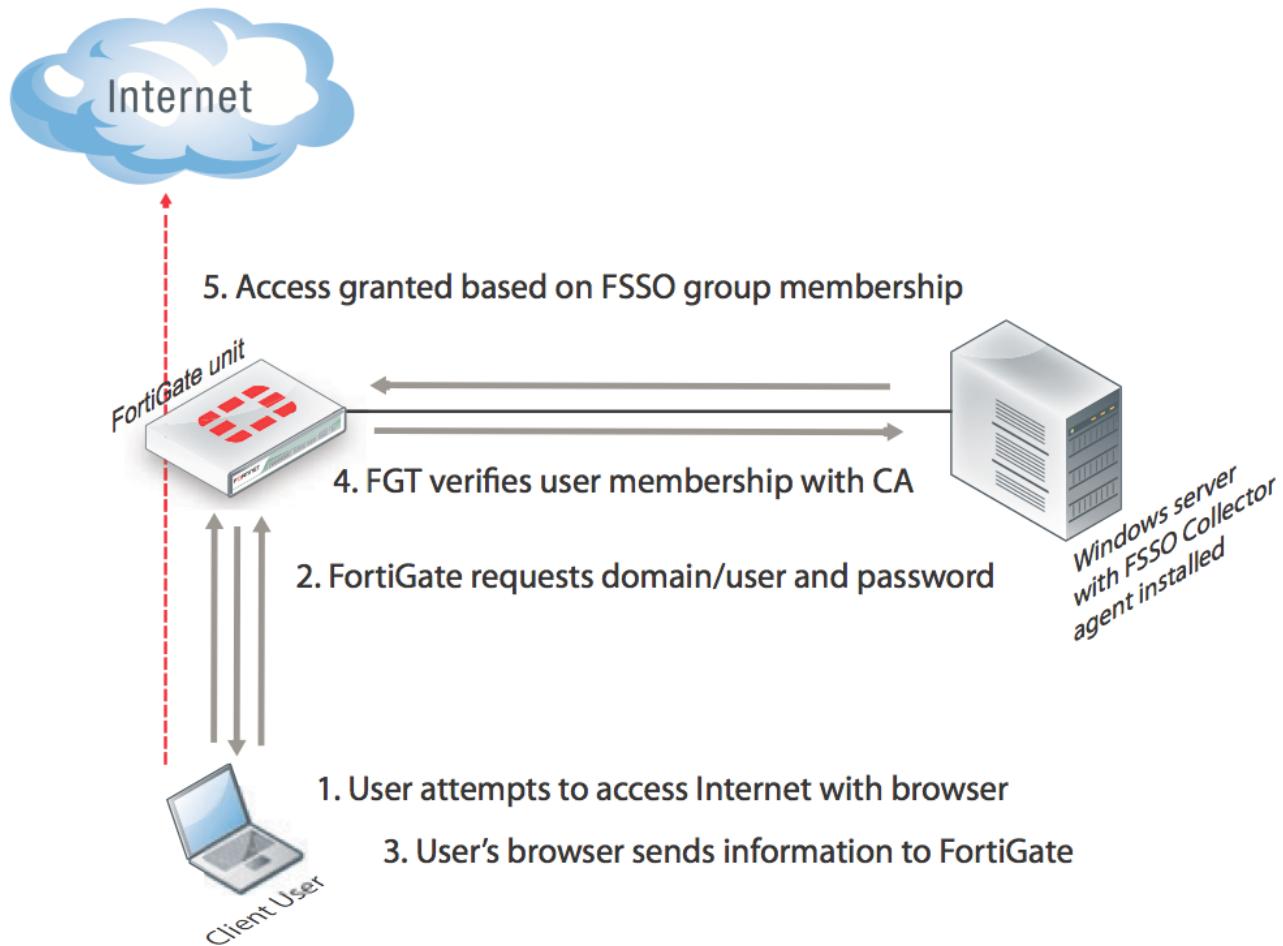 Internet
5. Access granted based on FSSO group membership
FortiGate unit
FORTINET
4. FGT verifies user membership with CA
Windows server
with FSSO Collector
agent installed
2. FortiGate requests domain/user and password
1. User attempts to access Internet with browser
3. User’s browser sends information to FortiGate
Client User